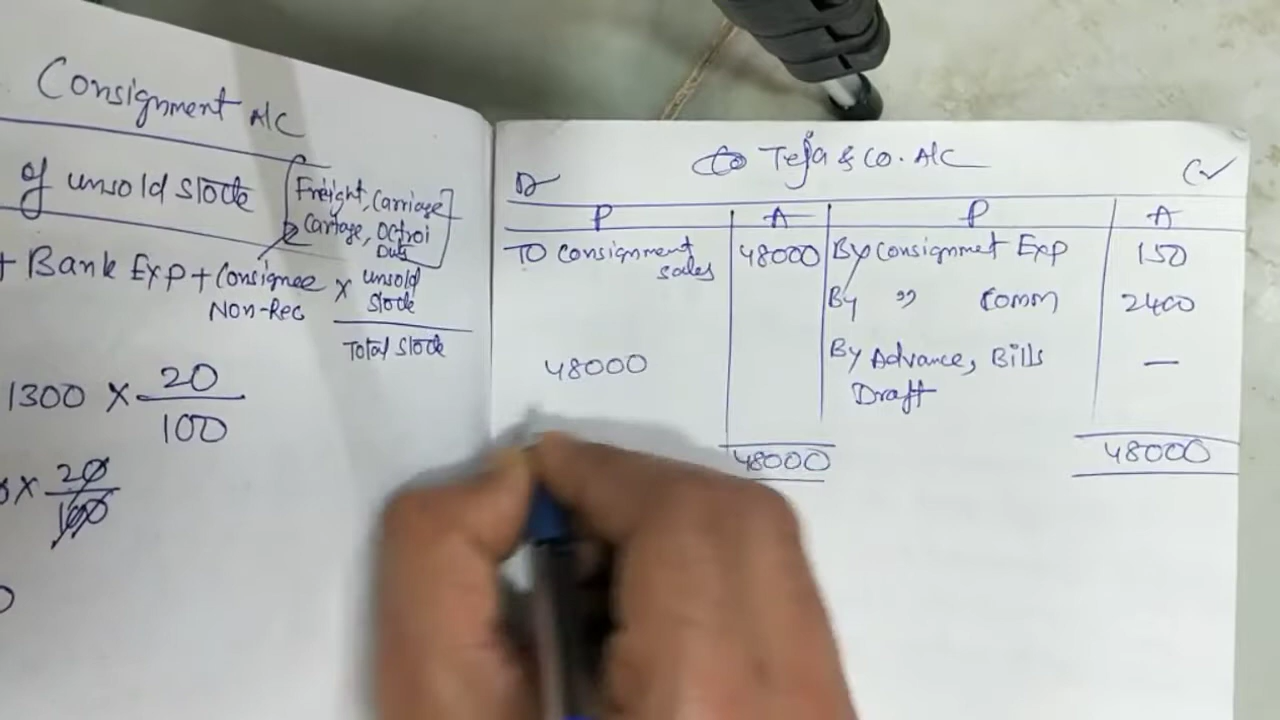 Consignment A/C
of unsold stock
Freight, Carriage
Cartage, Octroi
Duty
+ Bank Exp + Consignee × unsold stock
Non-Rec
Total Stock
1300 × 20
100
× 20
100
Teja & Co. A/C
Dr
Cr
P A P A
To Consignment sales 48000 By Consignmet Exp 150
By " Comm 2400
By Advance, Bills —
Draft
48000
48000 48000